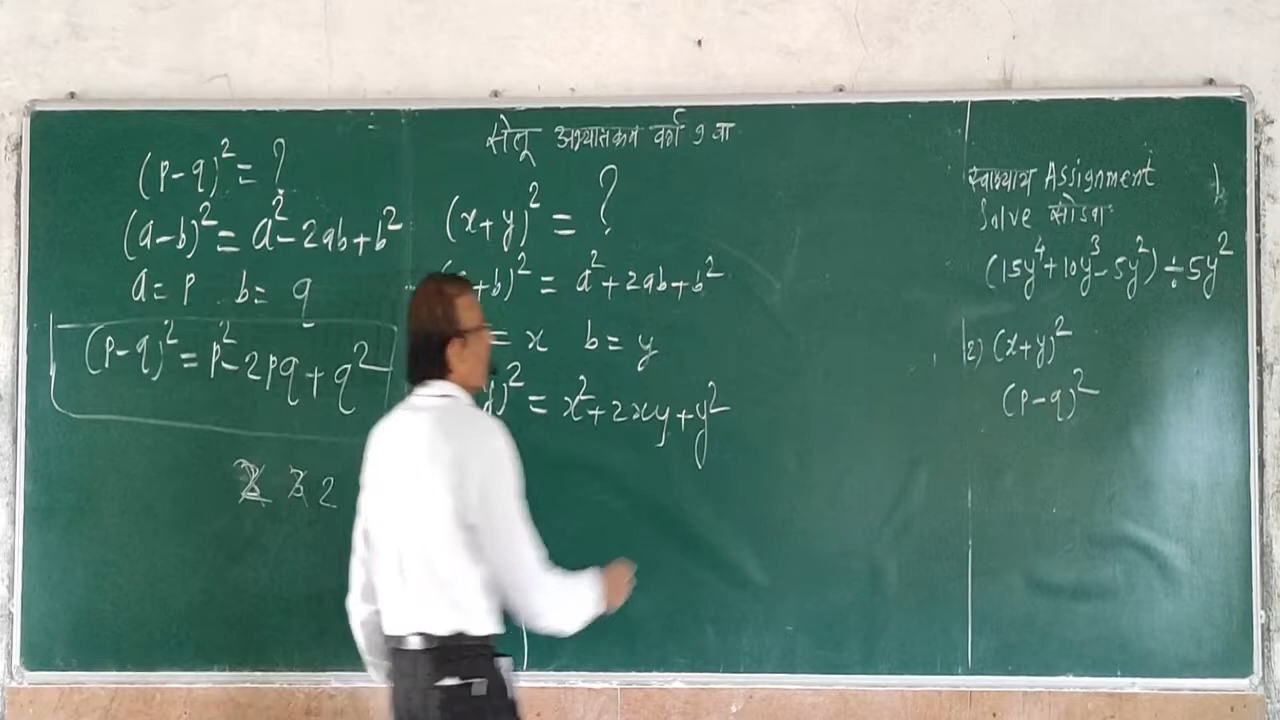 सेतू अभ्यासक्रम वर्ग 9 वा
(p-q)² = ?
(a-b)² = a² - 2ab + b²
a = p b = q
(p-q)² = p² - 2pq + q²
2
(x+y)² = ?
+b)² = a² + 2ab + b²
= x b = y
y)² = x² + 2xy + y²
स्वाध्याय Assignment
Solve सोडवा
(15y⁴+10y³-5y²) ÷ 5y²
2) (x+y)²
(p-q)²